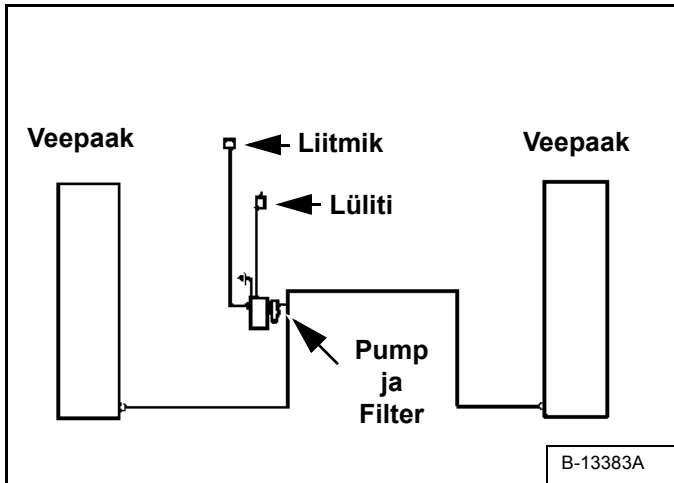 Veepaak
Liitmik
Veepaak
Lüliti
Pump
ja
Filter
B-13383A